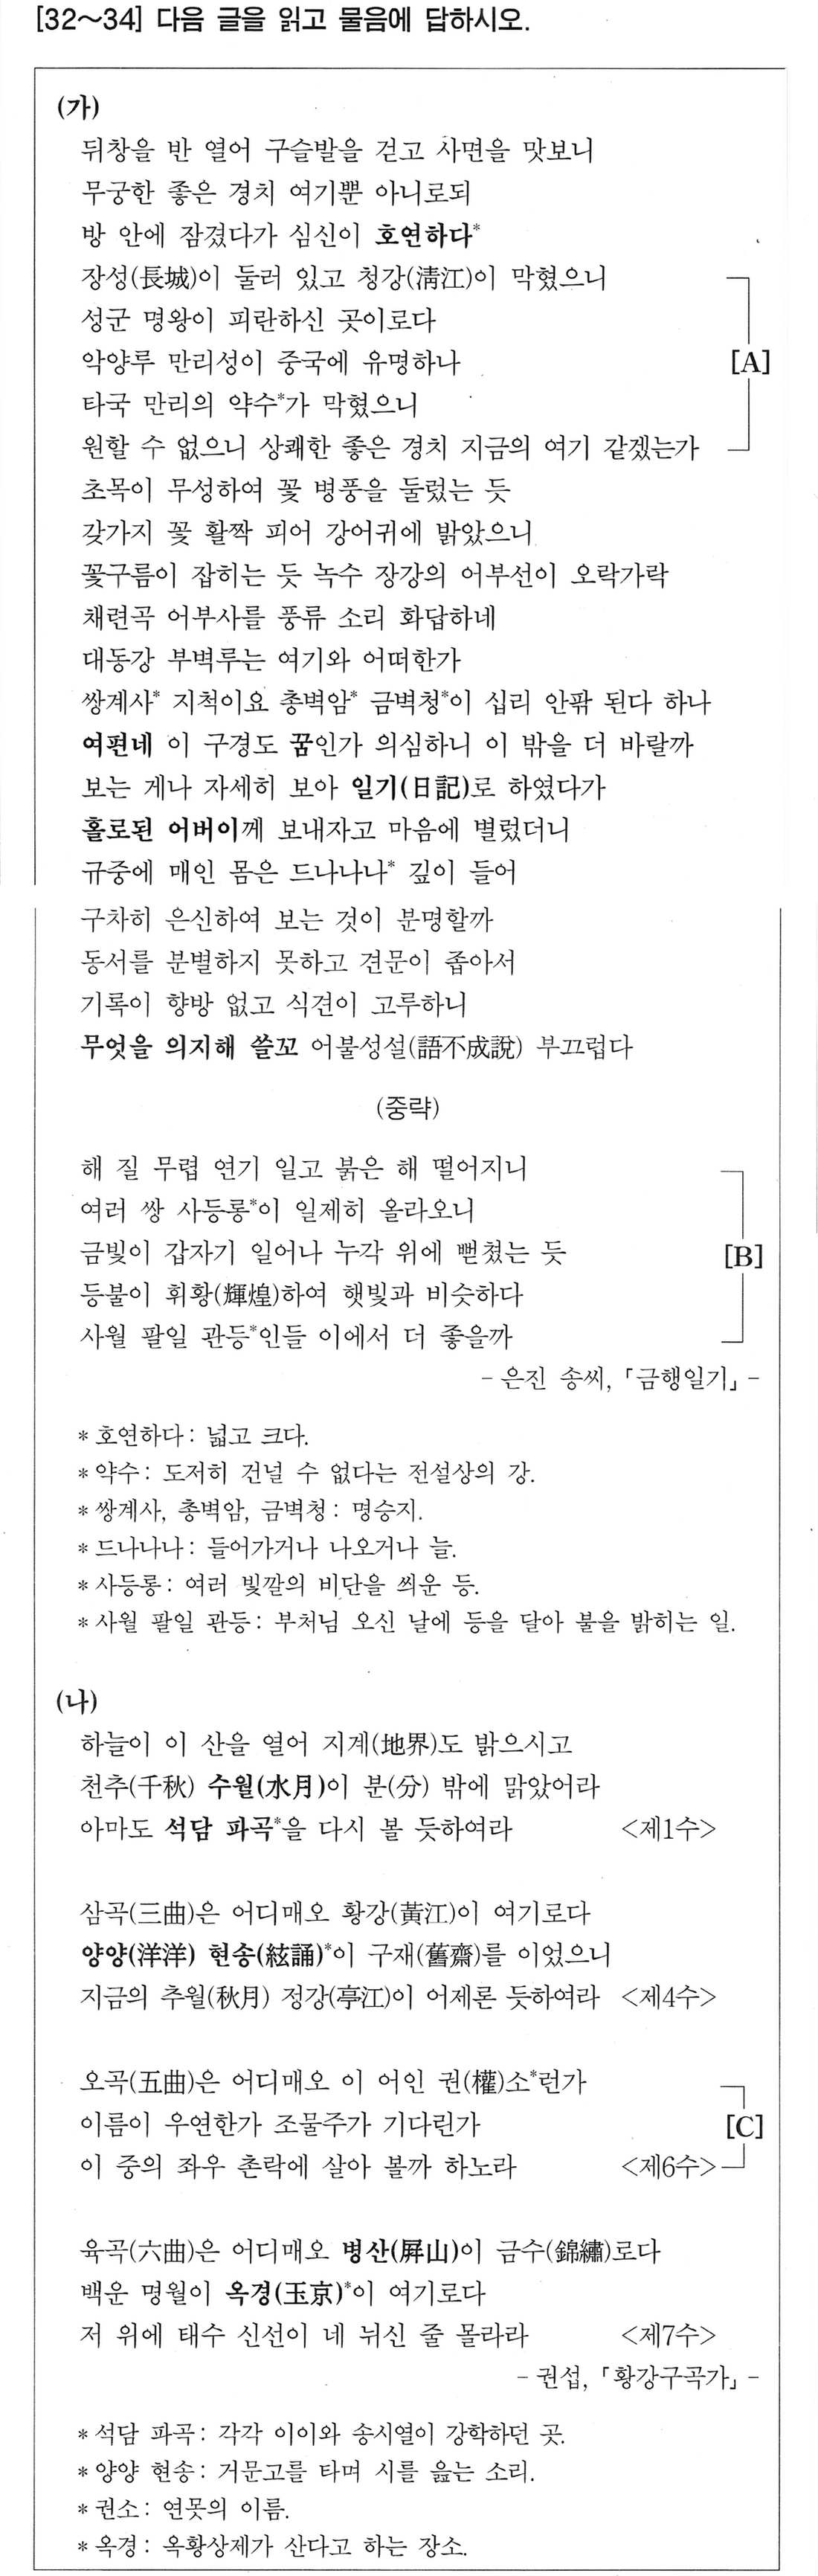 [32～34] 다음 글을 읽고 물음에 답하시오.
(가)
뒤창을 반 열어 구슬발을 걷고 사면을 맛보니
무궁한 좋은 경치 여기뿐 아니로되
방 안에 잠겼다가 심신이 호연하다*
장성(長城)이 둘러 있고 청강(淸江)이 막혔으니
성군 명왕이 피란하신 곳이로다
악양루 만리성이 중국에 유명하나
[A]
타국 만리의 약수*가 막혔으니
원할 수 없으니 상쾌한 좋은 경치 지금의 여기 같겠는가
초목이 무성하여 꽃 병풍을 둘렀는 듯
갖가지 꽃 활짝 피어 강어귀에 밝았으니
꽃구름이 잡히는 듯 녹수 장강의 어부선이 오락가락
채련곡 어부사를 풍류 소리 화답하네
대동강 부벽루는 여기와 어떠한가
쌍계사* 지척이요 총벽암* 금벽청*이 십리 안팎 된다 하나
여편네 이 구경도 꿈인가 의심하니 이 밖을 더 바랄까
보는 게나 자세히 보아 일기(日記)로 하였다가
홀로된 어버이께 보내자고 마음에 별렀더니
규중에 매인 몸은 드나나나* 깊이 들어
구차히 은신하여 보는 것이 분명할까
동서를 분별하지 못하고 견문이 좁아서
기록이 향방 없고 식견이 고루하니
무엇을 의지해 쓸꼬 어불성설(語不成說) 부끄럽다
(중략)
해 질 무렵 연기 일고 붉은 해 떨어지니
여러 쌍 사등롱*이 일제히 올라오니
금빛이 갑자기 일어나 누각 위에 뻗쳤는 듯
[B]
등불이 휘황(輝煌)하여 햇빛과 비슷하다
사월 팔일 관등*인들 이에서 더 좋을까
- 은진 송씨, 「금행일기」 -
* 호연하다: 넓고 크다.
* 약수: 도저히 건널 수 없다는 전설상의 강.
* 쌍계사, 총벽암, 금벽청: 명승지.
* 드나나나: 들어가거나 나오거나 늘.
* 사등롱: 여러 빛깔의 비단을 씌운 등.
* 사월 팔일 관등: 부처님 오신 날에 등을 달아 불을 밝히는 일.
(나)
하늘이 이 산을 열어 지계(地界)도 밝으시고
천추(千秋) 수월(水月)이 분(分) 밖에 맑았어라
아마도 석담 파곡*을 다시 볼 듯하여라 <제1수>
삼곡(三曲)은 어디매오 황강(黃江)이 여기로다
양양(洋洋) 현송(絃誦)*이 구재(舊齋)를 이었으니
지금의 추월(秋月) 정강(亭江)이 어제론 듯하여라 <제4수>
오곡(五曲)은 어디매오 이 어인 권(權)소*런가
이름이 우연한가 조물주가 기다린가
[C]
이 중의 좌우 촌락에 살아 볼까 하노라 <제6수>
육곡(六曲)은 어디매오 병산(屛山)이 금수(錦繡)로다
백운 명월이 옥경(玉京)*이 여기로다
저 위에 태수 신선이 네 뉘신 줄 몰라라 <제7수>
- 권섭, 「황강구곡가」 -
* 석담 파곡: 각각 이이와 송시열이 강학하던 곳.
* 양양 현송: 거문고를 타며 시를 읊는 소리.
* 권소: 연못의 이름.
* 옥경: 옥황상제가 산다고 하는 장소.